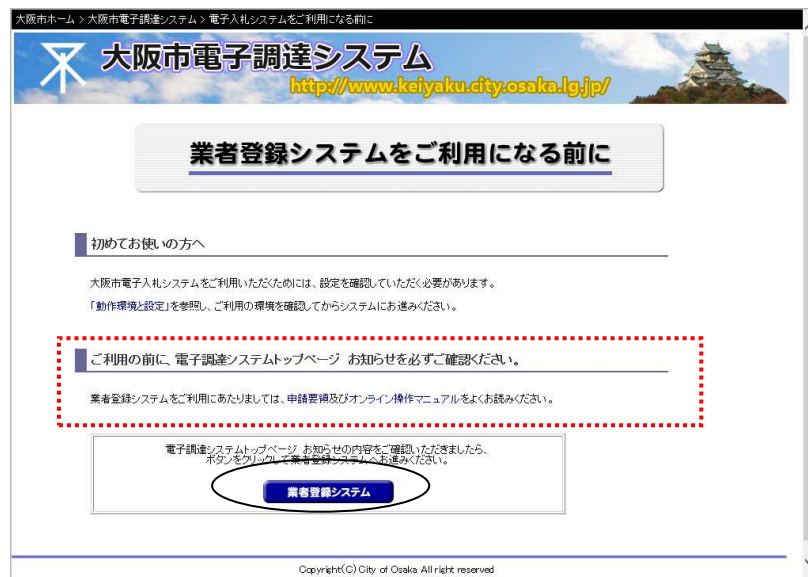 大阪市ホーム > 大阪市電子調達システム > 電子入札システムをご利用になる前に
大阪市電子調達システム
http://www.keiyaku.city.osaka.lg.jp/
業者登録システムをご利用になる前に
初めてお使いの方へ
大阪市電子入札システムをご利用いただくためには、設定を確認していただく必要があります。
「動作環境と設定」を参照し、ご利用の環境を確認してからシステムにお進みください。
ご利用の前に、電子調達システムトップページ お知らせを必ずご確認ください。
業者登録システムをご利用にあたりましては、申請要領及びオンライン操作マニュアルをよくお読みください。
電子調達システムトップページ お知らせの内容をご確認いただきましたら、
ボタンをクリックして業者登録システムへお進みください。
業者登録システム
Copyright(C) City of Osaka All right reserved